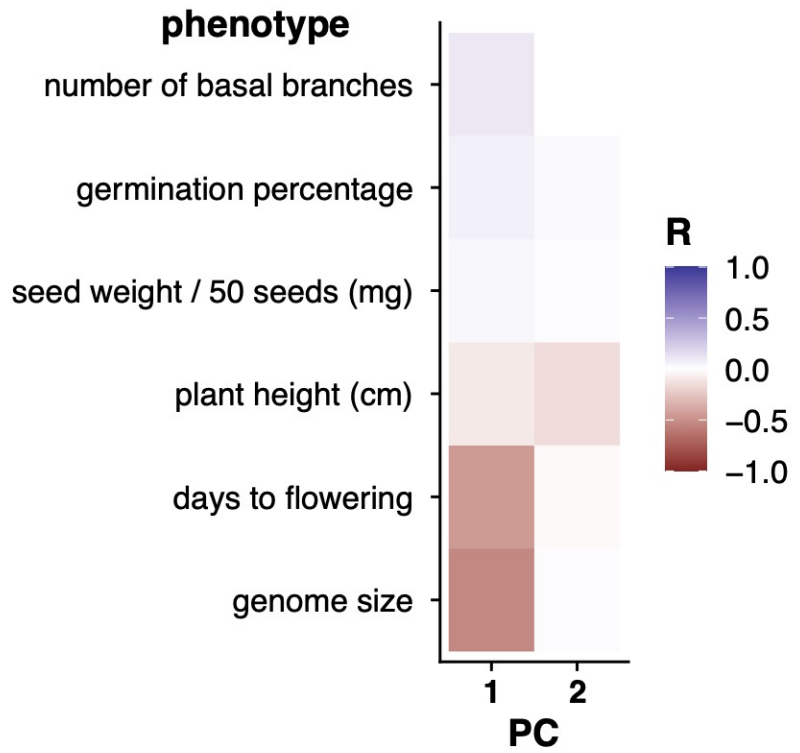 phenotype
number of basal branches
germination percentage
seed weight / 50 seeds (mg)
plant height (cm)
days to flowering
genome size
1 2
PC
R
1.0
0.5
0.0
−0.5
−1.0